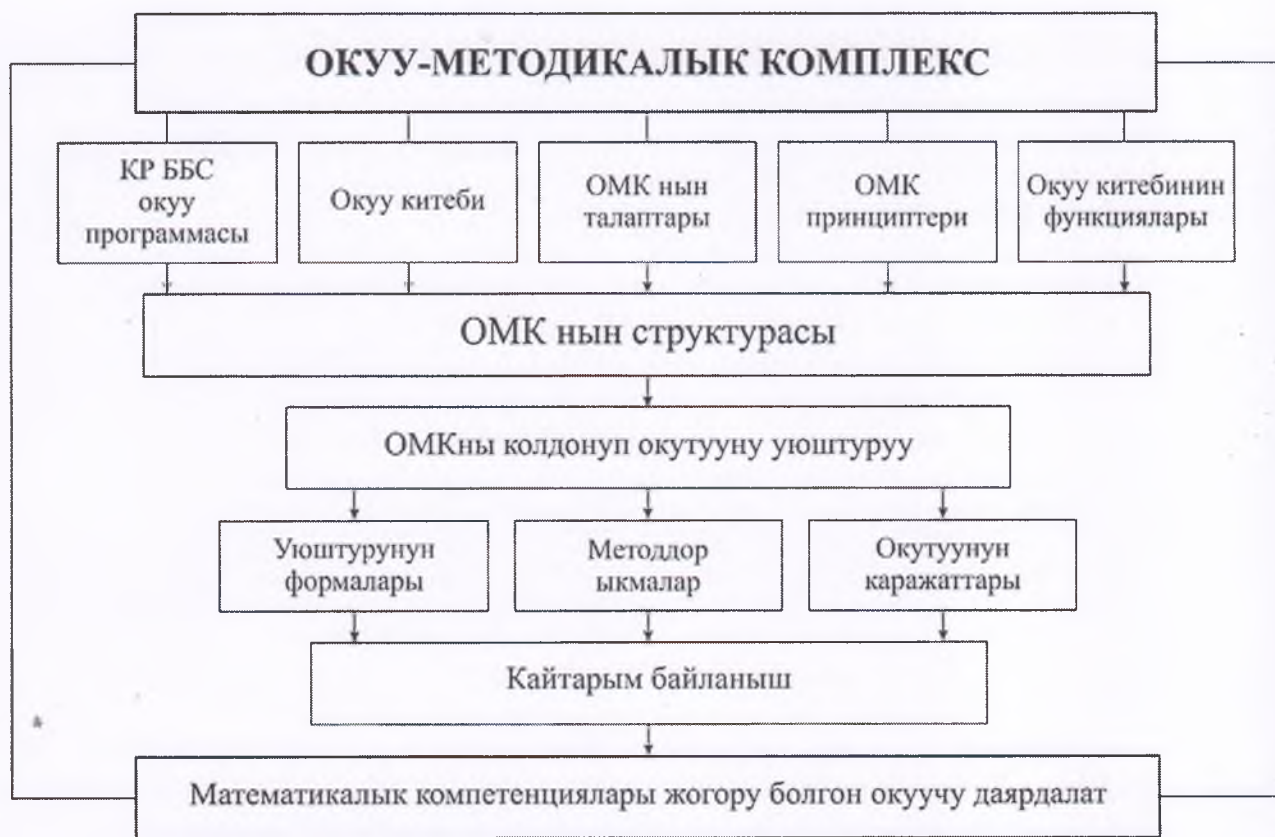 ОКУУ-МЕТОДИКАЛЫК КОМПЛЕКС
КР ББС
окуу
программасы
Окуу китеби
ОМК нын
талаптары
ОМК
принциптери
Окуу китебинин
функциялары
ОМК нын структурасы
ОМКны колдонуп окутууну уюштуруу
Уюштурунун
формалары
Методдор
ыкмалар
Окутуунун
каражаттары
Кайтарым байланыш
Математикалык компетенциялары жогору болгон окуучу даярдалат